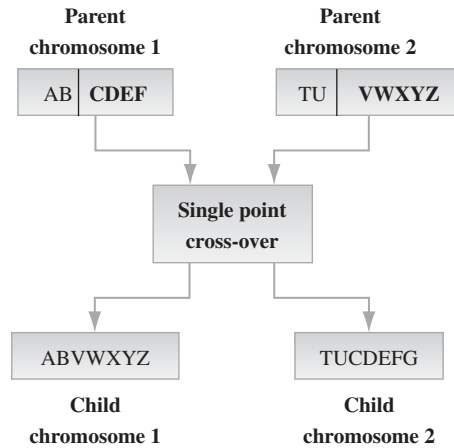 Parent
chromosome 1
Parent
chromosome 2
AB CDEF
TU VWXYZ
Single point
cross-over
ABVWXYZ
TUCDEFG
Child
chromosome 1
Child
chromosome 2